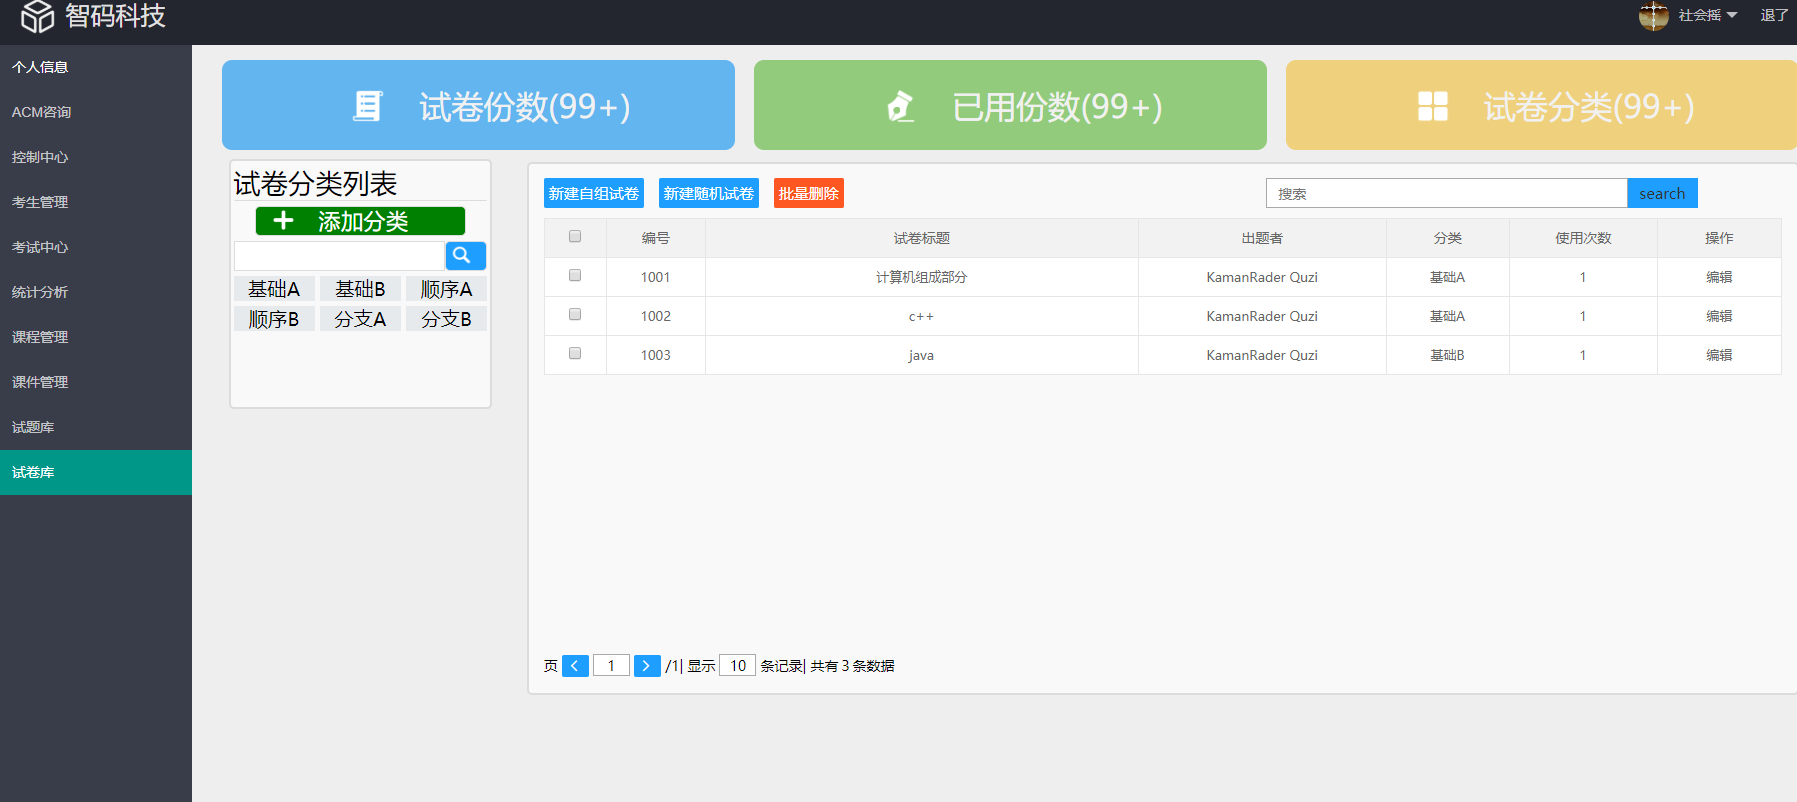 智码科技
社会摇
退了
个人信息
ACM咨询
控制中心
考生管理
考试中心
统计分析
课程管理
课件管理
试题库
试卷库
试卷份数(99+)
已用份数(99+)
试卷分类(99+)
试卷分类列表
添加分类
基础A 基础B 顺序A
顺序B 分支A 分支B
新建自组试卷 新建随机试卷 批量删除 搜索 search
编号 试卷标题 出题者 分类 使用次数 操作
1001 计算机组成部分 KamanRader Quzi 基础A 1 编辑
1002 c++ KamanRader Quzi 基础A 1 编辑
1003 java KamanRader Quzi 基础B 1 编辑
页 1 /1| 显示 10 条记录| 共有 3 条数据